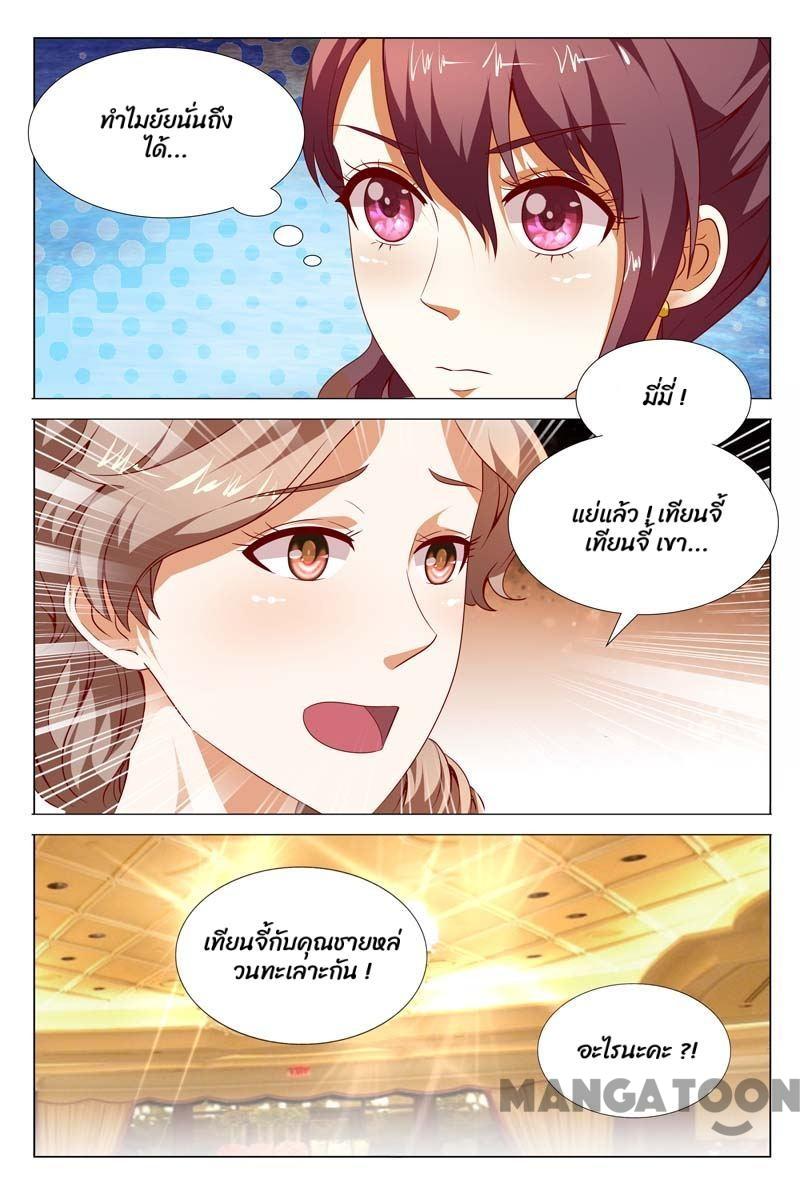 ทำไมยัยนั่นถึง
ได้...
มี่มี่ !
แย่แล้ว ! เทียนจี้
เทียนจี้ เขา...
เทียนจี้กับคุณชายหล่
วนทะเลาะกัน !
อะไรนะคะ ?!
MANGATOON